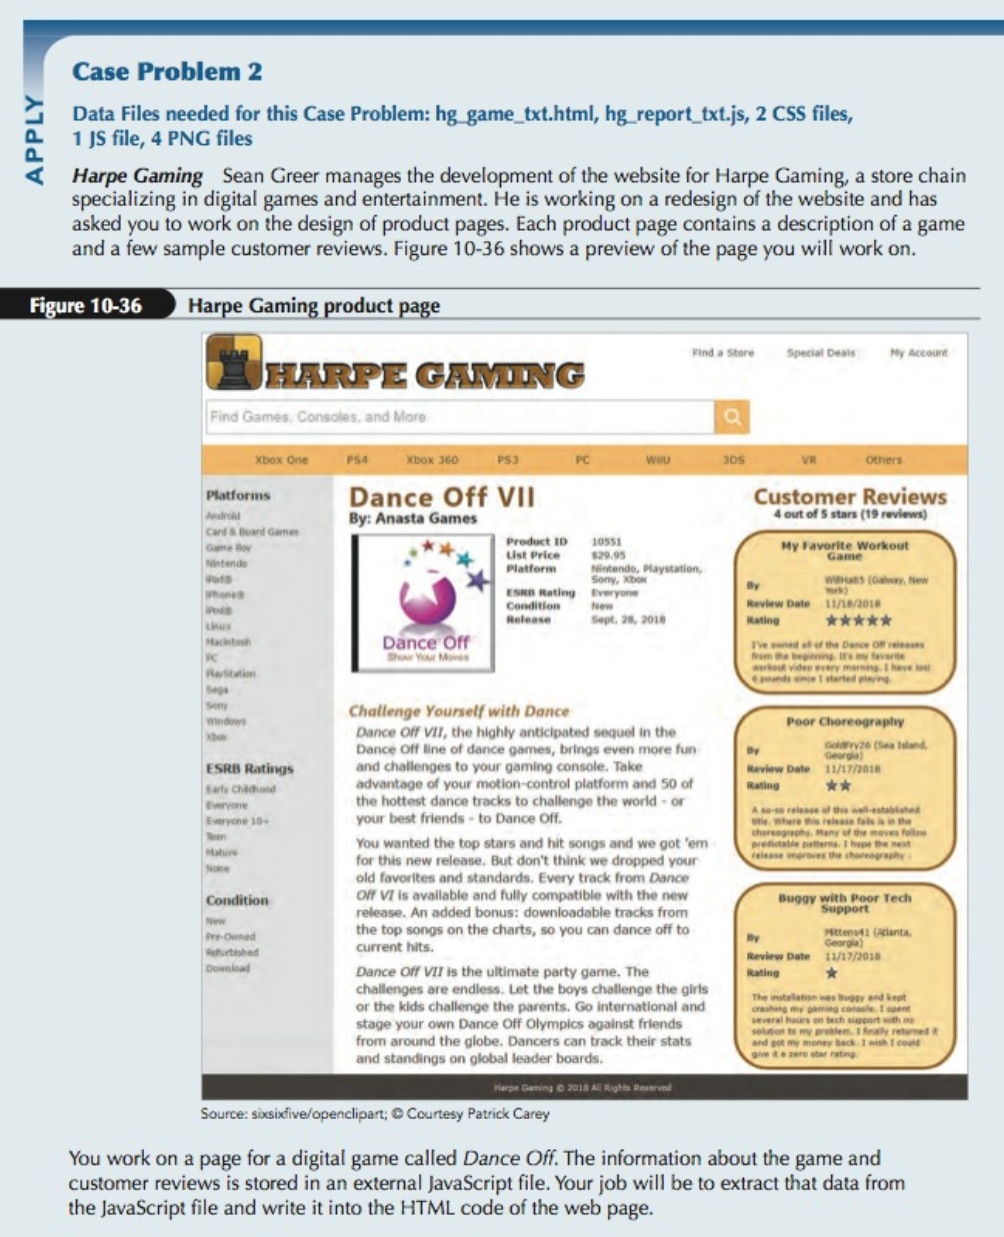 APPLY
Case Problem 2
Data Files needed for this Case Problem: hg_game_txt.html, hg_report_txt.js, 2 CSS files,
1 JS file, 4 PNG files
Harpe Gaming Sean Greer manages the development of the website for Harpe Gaming, a store chain
specializing in digital games and entertainment. He is working on a redesign of the website and has
asked you to work on the design of product pages. Each product page contains a description of a game
and a few sample customer reviews. Figure 10-36 shows a preview of the page you will work on.
Figure 10-36 Harpe Gaming product page
HARPE GAMING
Find a Store Special Deals My Account
Find Games, Consoles, and More
Xbox One PS4 Xbox 360 PS3 PC WiiU 3DS VR Others
Platforms
Android
Card & Board Games
Game Boy
Nintendo
iPod®
iPhone®
iPod®
Linux
Macintosh
PC
PlayStation
Sega
Sony
Windows
Xbox
ESRB Ratings
Early Childhood
Everyone
Everyone 10+
Teen
Mature
None
Condition
New
Pre-Owned
Refurbished
Download
Dance Off VII
By: Anasta Games
Dance Off
Show Your Moves
Product ID 10551
List Price $29.95
Platform Nintendo, Playstation,
Sony, Xbox
ESRB Rating Everyone
Condition New
Release Sept. 28, 2018
Challenge Yourself with Dance
Dance Off VII, the highly anticipated sequel in the
Dance Off line of dance games, brings even more fun
and challenges to your gaming console. Take
advantage of your motion-control platform and 50 of
the hottest dance tracks to challenge the world - or
your best friends - to Dance Off.
You wanted the top stars and hit songs and we got 'em
for this new release. But don't think we dropped your
old favorites and standards. Every track from Dance
Off VI is available and fully compatible with the new
release. An added bonus: downloadable tracks from
the top songs on the charts, so you can dance off to
current hits.
Dance Off VII is the ultimate party game. The
challenges are endless. Let the boys challenge the girls
or the kids challenge the parents. Go international and
stage your own Dance Off Olympics against friends
from around the globe. Dancers can track their stats
and standings on global leader boards.
Customer Reviews
4 out of 5 stars (19 reviews)
My Favorite Workout
Game
By WillHa85 (Galway, New
York)
Review Date 11/18/2018
Rating ★★★★★
I've owned all of the Dance Off releases
from the beginning. It's my favorite
workout video every morning. I have lost
6 pounds since I started playing.
Poor Choreography
By GoldFry26 (Sea Island,
Georgia)
Review Date 11/17/2018
Rating ★★
A so-so release of this well-established
title. Where this release fails is in the
choreography. Many of the moves follow
predictable patterns. I hope the next
release improves the choreography .
Buggy with Poor Tech
Support
By Mittens41 (Atlanta,
Georgia)
Review Date 11/17/2018
Rating ★
The installation was buggy and kept
crashing my gaming console. I spent
several hours on tech support with no
solution to my problem. I finally returned it
and got my money back. I wish I could
give it a zero star rating.
Harpe Gaming © 2018 All Rights Reserved
Source: sixsixfive/openclipart; © Courtesy Patrick Carey
You work on a page for a digital game called Dance Off. The information about the game and
customer reviews is stored in an external JavaScript file. Your job will be to extract that data from
the JavaScript file and write it into the HTML code of the web page.